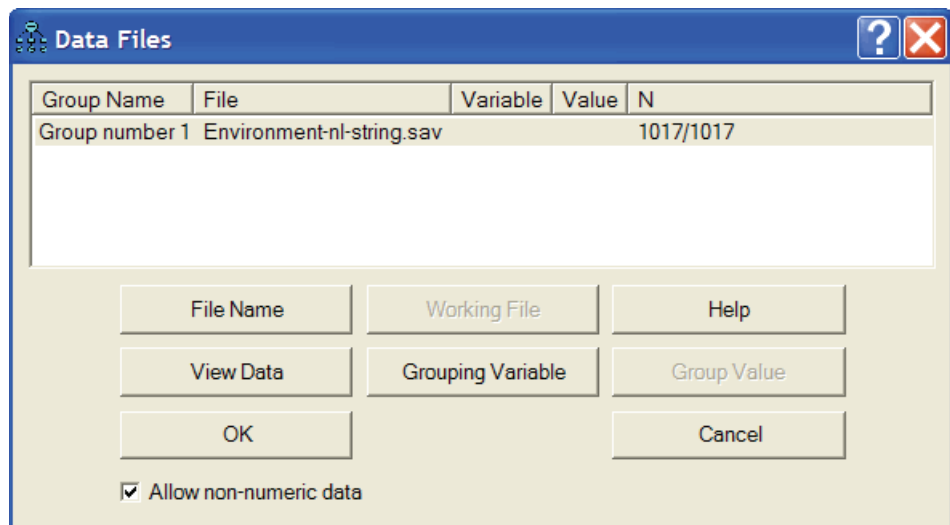 Data Files
Group Name File Variable Value N
Group number 1 Environment-nl-string.sav 1017/1017
File Name Working File Help
View Data Grouping Variable Group Value
OK Cancel
Allow non-numeric data